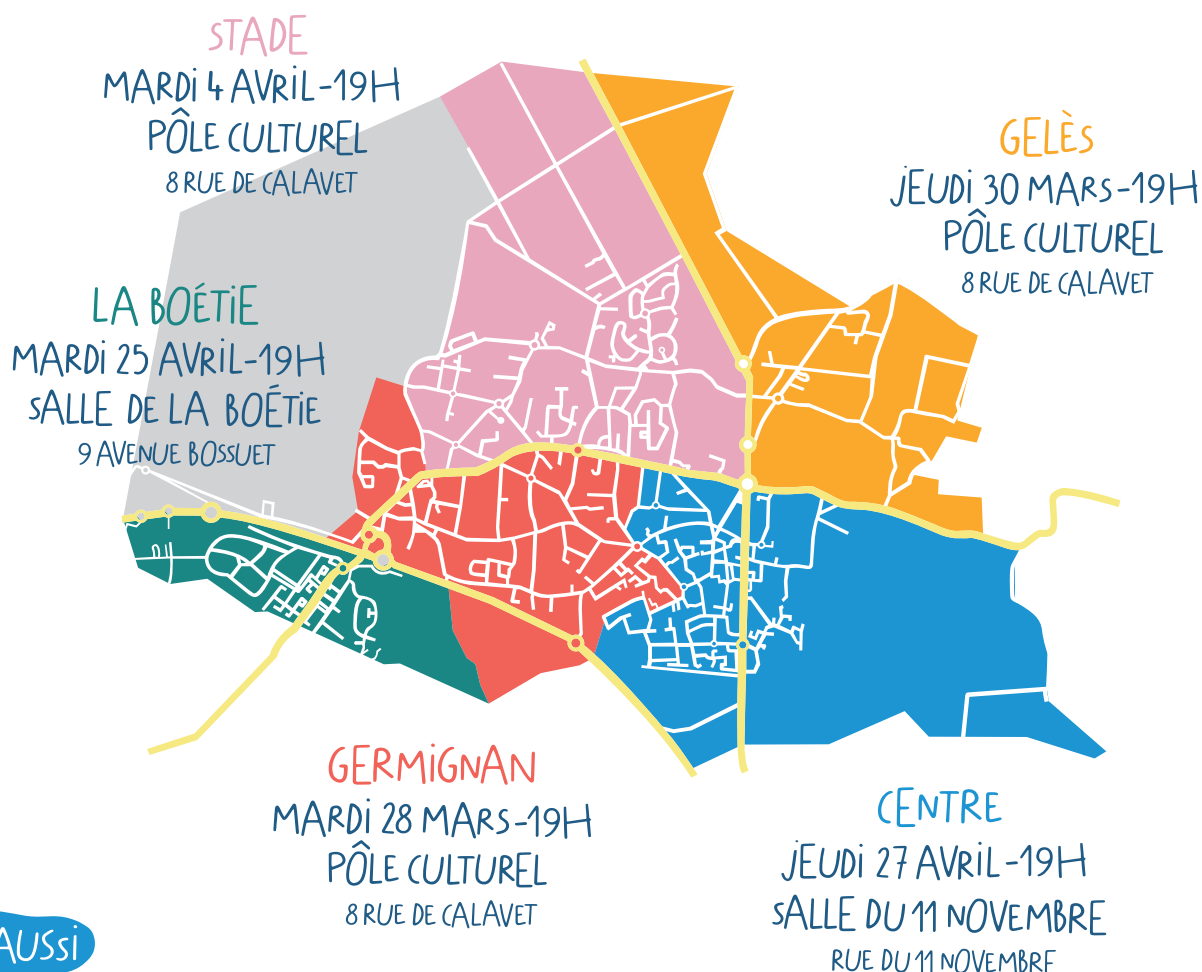 STADE
MARDI 4 AVRIL-19H
PÔLE CULTUREL
8 RUE DE CALAVET
GELÈS
JEUDI 30 MARS-19H
PÔLE CULTUREL
8 RUE DE CALAVET
LA BOÉTIE
MARDI 25 AVRIL-19H
SALLE DE LA BOÉTIE
9 AVENUE BOSSUET
GERMIGNAN
MARDI 28 MARS-19H
PÔLE CULTUREL
8 RUE DE CALAVET
CENTRE
JEUDI 27 AVRIL-19H
SALLE DU 11 NOVEMBRE
RUE DU 11 NOVEMBRE
AUSSI